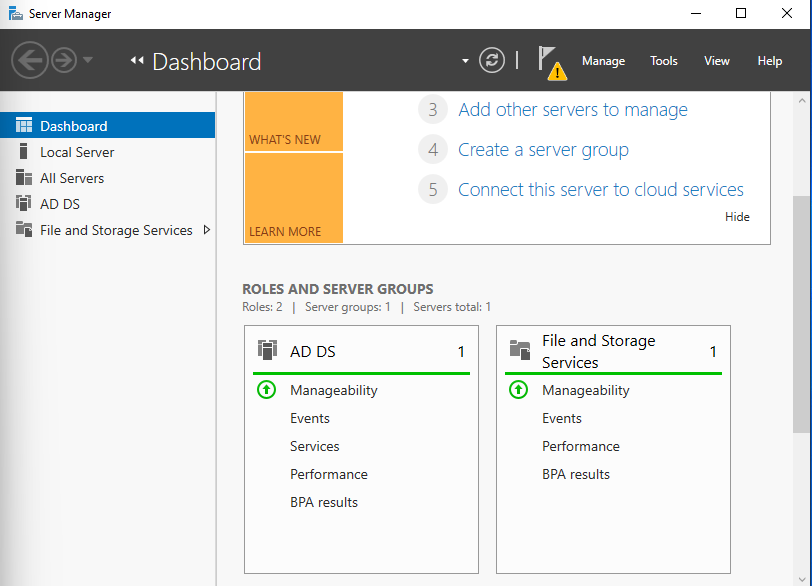 Server Manager
Dashboard
Manage Tools View Help
Dashboard
Local Server
All Servers
AD DS
File and Storage Services
WHAT'S NEW
LEARN MORE
3 Add other servers to manage
4 Create a server group
5 Connect this server to cloud services
Hide
ROLES AND SERVER GROUPS
Roles: 2 | Server groups: 1 | Servers total: 1
AD DS 1
Manageability
Events
Services
Performance
BPA results
File and Storage
Services 1
Manageability
Events
Performance
BPA results